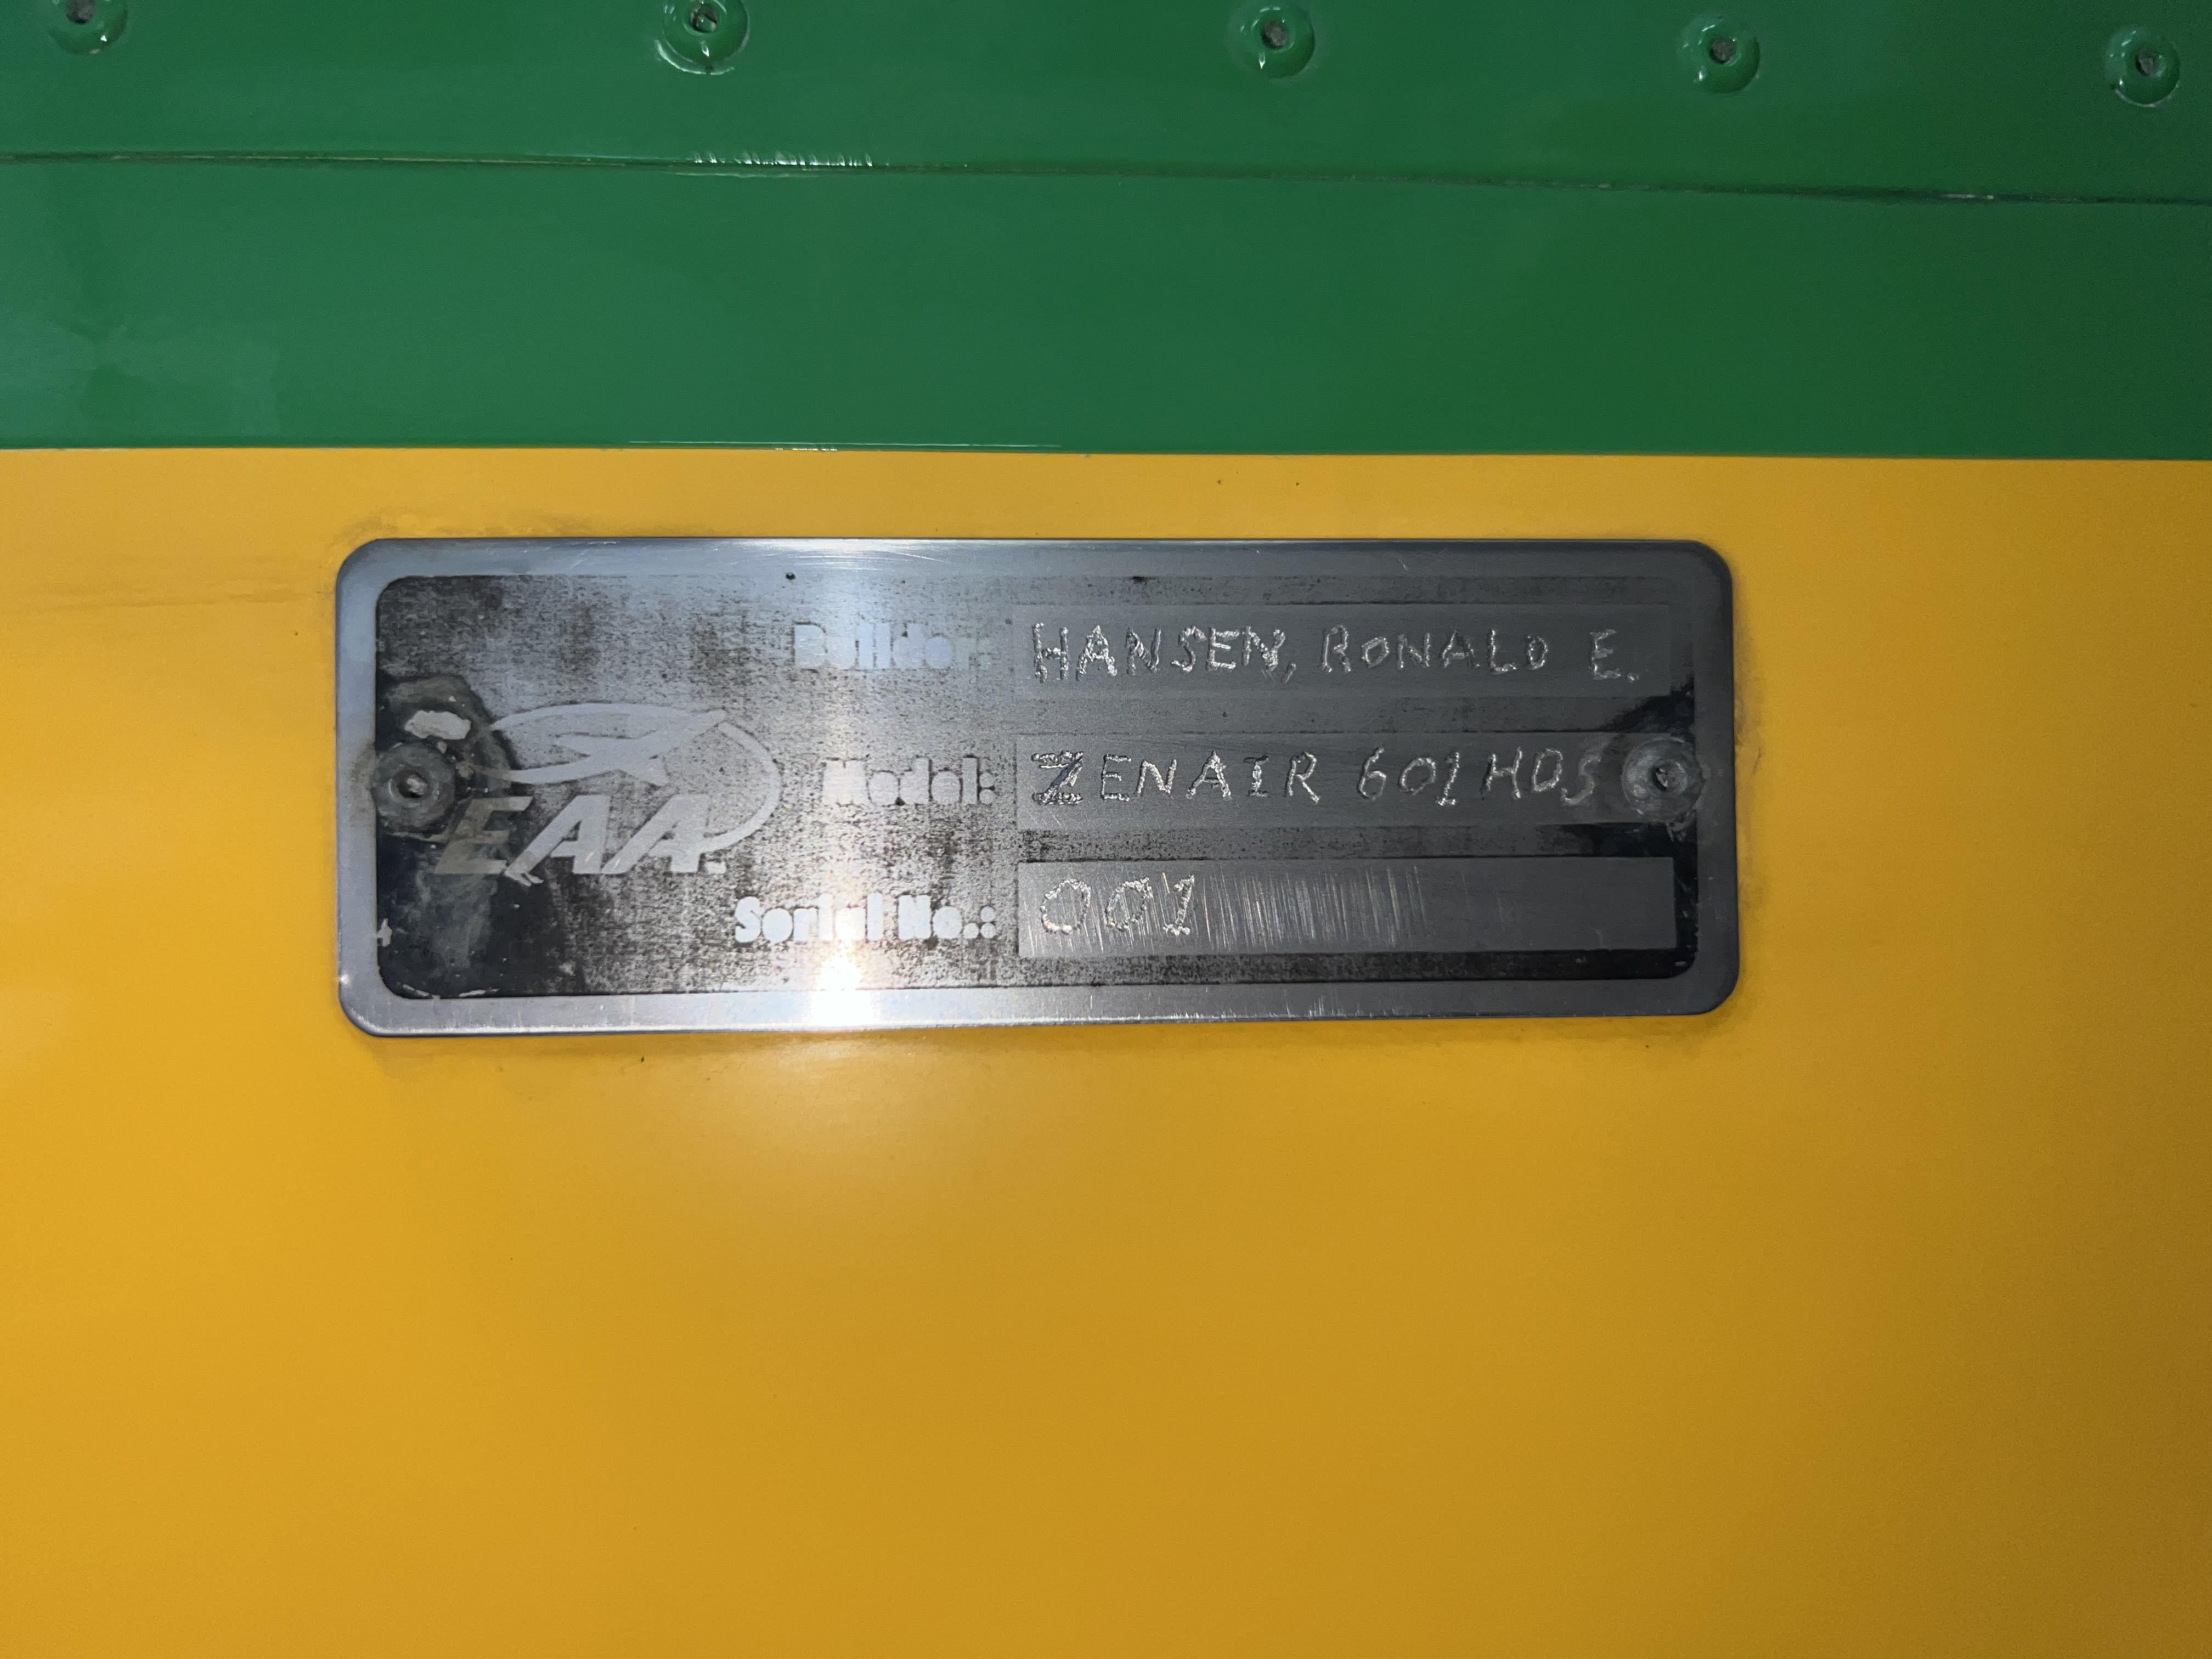 Builder: HANSEN, RONALD E.
EAA
Model: ZENAIR 601HDS
Serial No.: 001